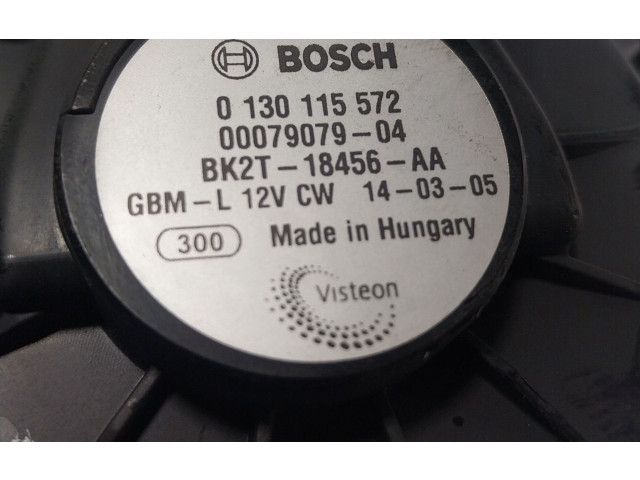 BOSCH
0 130 115 572
00079079-04
BK2T-18456-AA
GBM-L 12V CW 14-03-05
300 Made in Hungary
Visteon